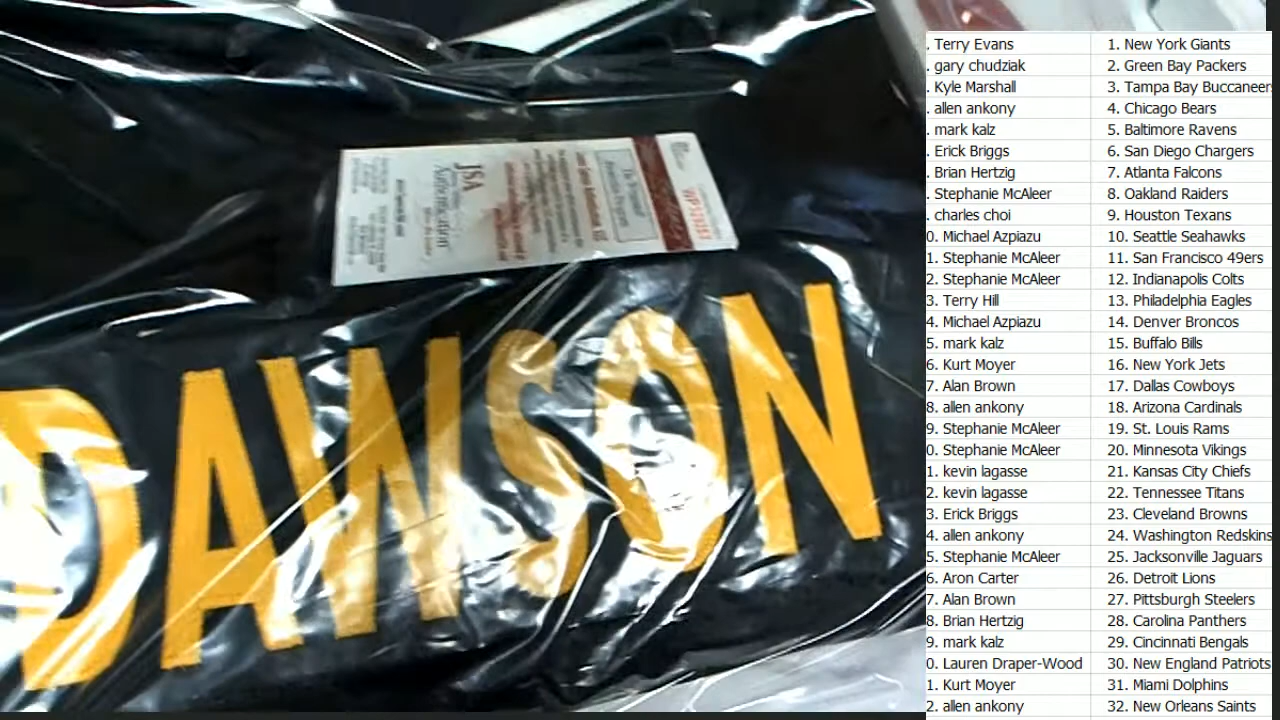 JSA
Authentication
DAWSON
. Terry Evans 1. New York Giants
. gary chudziak 2. Green Bay Packers
. Kyle Marshall 3. Tampa Bay Buccaneer
. allen ankony 4. Chicago Bears
. mark kalz 5. Baltimore Ravens
. Erick Briggs 6. San Diego Chargers
. Brian Hertzig 7. Atlanta Falcons
. Stephanie McAleer 8. Oakland Raiders
. charles choi 9. Houston Texans
0. Michael Azpiazu 10. Seattle Seahawks
1. Stephanie McAleer 11. San Francisco 49ers
2. Stephanie McAleer 12. Indianapolis Colts
3. Terry Hill 13. Philadelphia Eagles
4. Michael Azpiazu 14. Denver Broncos
5. mark kalz 15. Buffalo Bills
6. Kurt Moyer 16. New York Jets
7. Alan Brown 17. Dallas Cowboys
8. allen ankony 18. Arizona Cardinals
9. Stephanie McAleer 19. St. Louis Rams
0. Stephanie McAleer 20. Minnesota Vikings
1. kevin lagasse 21. Kansas City Chiefs
2. kevin lagasse 22. Tennessee Titans
3. Erick Briggs 23. Cleveland Browns
4. allen ankony 24. Washington Redskins
5. Stephanie McAleer 25. Jacksonville Jaguars
6. Aron Carter 26. Detroit Lions
7. Alan Brown 27. Pittsburgh Steelers
8. Brian Hertzig 28. Carolina Panthers
9. mark kalz 29. Cincinnati Bengals
0. Lauren Draper-Wood 30. New England Patriots
1. Kurt Moyer 31. Miami Dolphins
2. allen ankony 32. New Orleans Saints